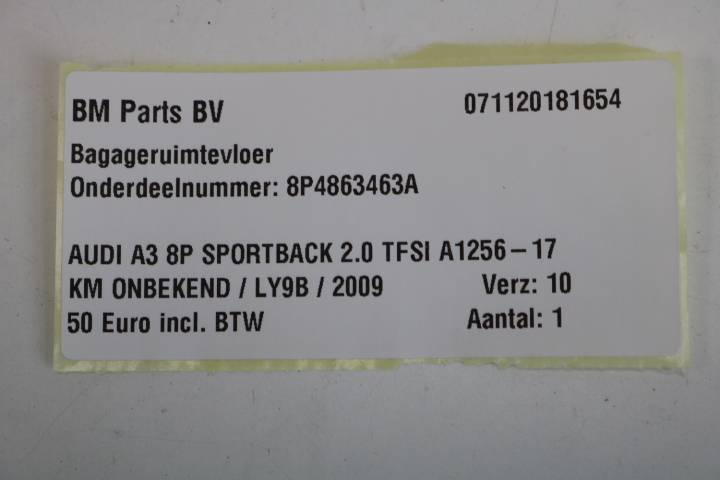 BM Parts BV 071120181654
Bagageruimtevloer
Onderdeelnummer: 8P4863463A
AUDI A3 8P SPORTBACK 2.0 TFSI A1256-17
KM ONBEKEND / LY9B / 2009 Verz: 10
50 Euro incl. BTW Aantal: 1